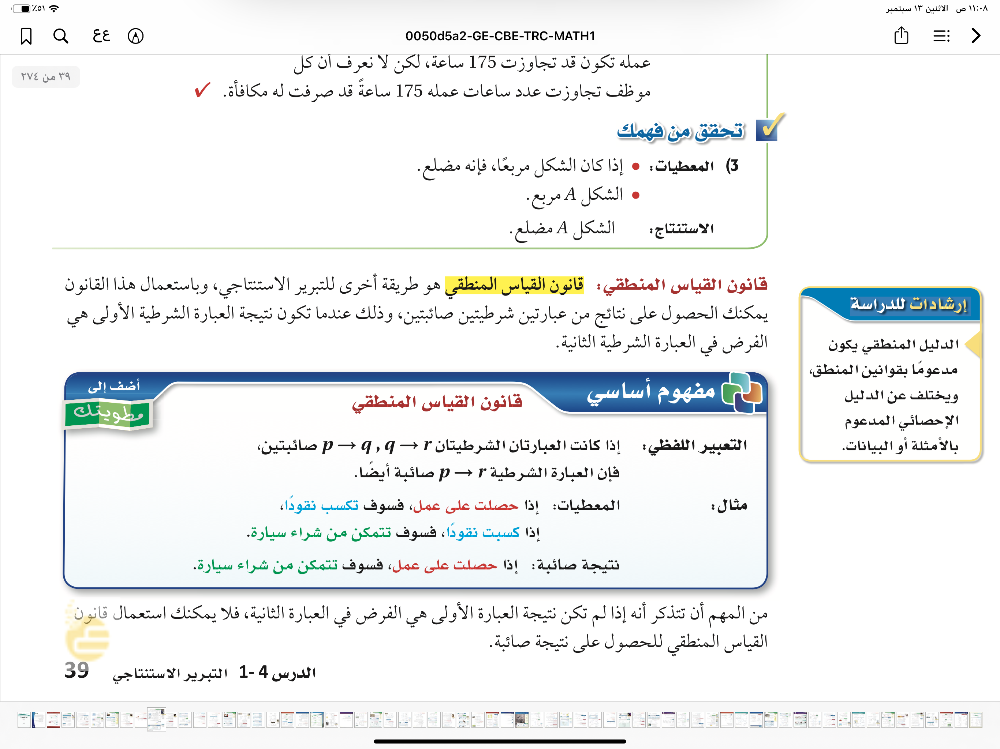 ١١:٠٨ ص الاثنين ١٣ سبتمبر
٥١٪
0050d5a2-GE-CBE-TRC-MATH1
ع ع
٣٩ من ٢٧٤
عمله تكون قد تجاوزت 175 ساعة، لكن لا نعرف أن كل
موظف تجاوزت عدد ساعات عمله 175 ساعةً قد صرفت له مكافأة. ✓
تحقق من فهمك
3) المعطيات: • إذا كان الشكل مربعًا، فإنه مضلع.
• الشكل A مربع.
الاستنتاج: الشكل A مضلع.
قانون القياس المنطقي: قانون القياس المنطقي هو طريقة أخرى للتبرير الاستنتاجي، وباستعمال هذا القانون
يمكنك الحصول على نتائج من عبارتين شرطيتين صائبتين، وذلك عندما تكون نتيجة العبارة الشرطية الأولى هي
الفرض في العبارة الشرطية الثانية.
إرشادات للدراسة
الدليل المنطقي يكون
مدعومًا بقوانين المنطق،
ويختلف عن الدليل
الإحصائي المدعوم
بالأمثلة أو البيانات.
مفهوم أساسي
قانون القياس المنطقي
أضف إلى
مطويتك
التعبير اللفظي: إذا كانت العبارتان الشرطيتان p → q , q → r صائبتين،
فإن العبارة الشرطية p → r صائبة أيضًا.
مثال: المعطيات: إذا حصلت على عمل، فسوف تكسب نقودًا،
إذا كسبت نقودًا، فسوف تتمكن من شراء سيارة.
نتيجة صائبة: إذا حصلت على عمل، فسوف تتمكن من شراء سيارة.
من المهم أن تتذكر أنه إذا لم تكن نتيجة العبارة الأولى هي الفرض في العبارة الثانية، فلا يمكنك استعمال قانون
القياس المنطقي للحصول على نتيجة صائبة.
الدرس 4 -1 التبرير الاستنتاجي 39